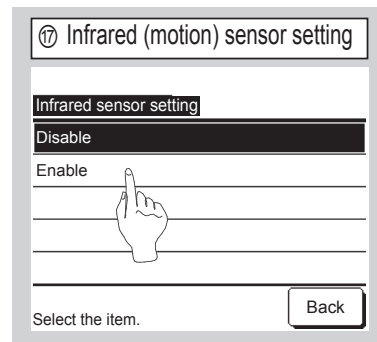 ⑰ Infrared (motion) sensor setting
Infrared sensor setting
Disable
Enable
Select the item.
Back